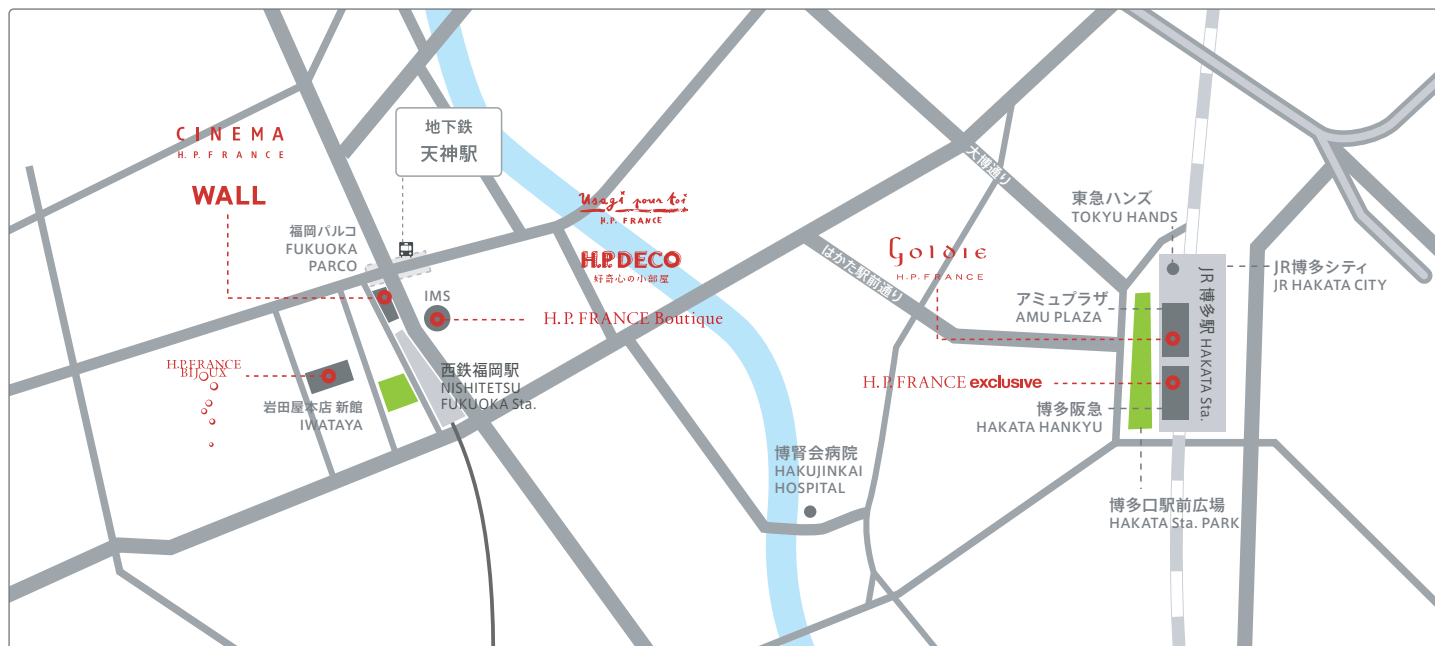 地下鉄
天神駅
CINEMA
H.P.FRANCE
WALL
福岡パルコ
FUKUOKA
PARCO
IMS
H.P.FRANCE Boutique
Usagi pour toi
H.P.FRANCE
H.P.DECO
好奇心の小部屋
H.P.FRANCE
BIJOUX
岩田屋本店 新館
IWATAYA
西鉄福岡駅
NISHITETSU
FUKUOKA Sta.
大博通り
はかた駅前通り
Goldie
H.P.FRANCE
東急ハンズ
TOKYU HANDS
アミュプラザ
AMU PLAZA
JR 博多駅 HAKATA Sta.
JR博多シティ
JR HAKATA CITY
H.P.FRANCE exclusive
博多阪急
HAKATA HANKYU
博腎会病院
HAKUJINKAI
HOSPITAL
博多口駅前広場
HAKATA Sta. PARK